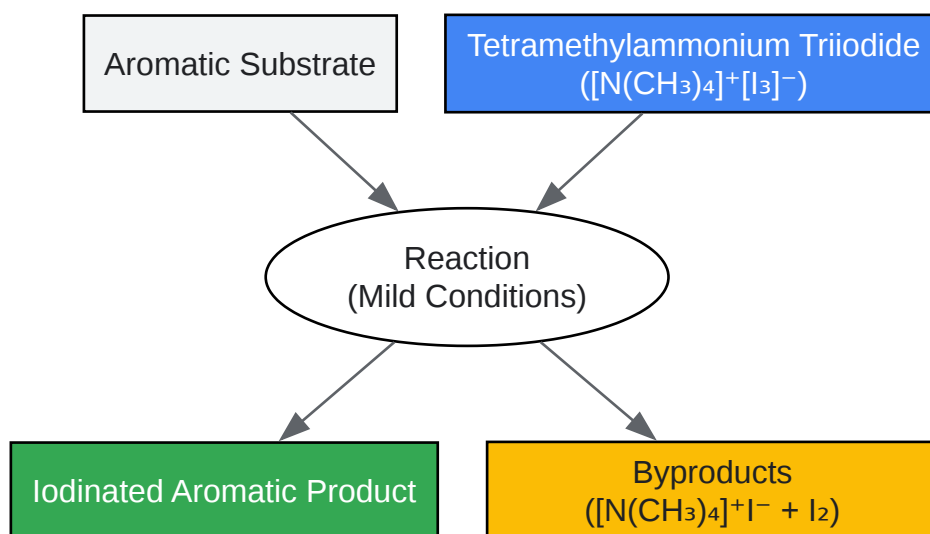 Aromatic Substrate
Tetramethylammonium Triiodide
([N(CH₃)₄]⁺[I₃]⁻)
Reaction
(Mild Conditions)
Iodinated Aromatic Product
Byproducts
([N(CH₃)₄]⁺I⁻ + I₂)